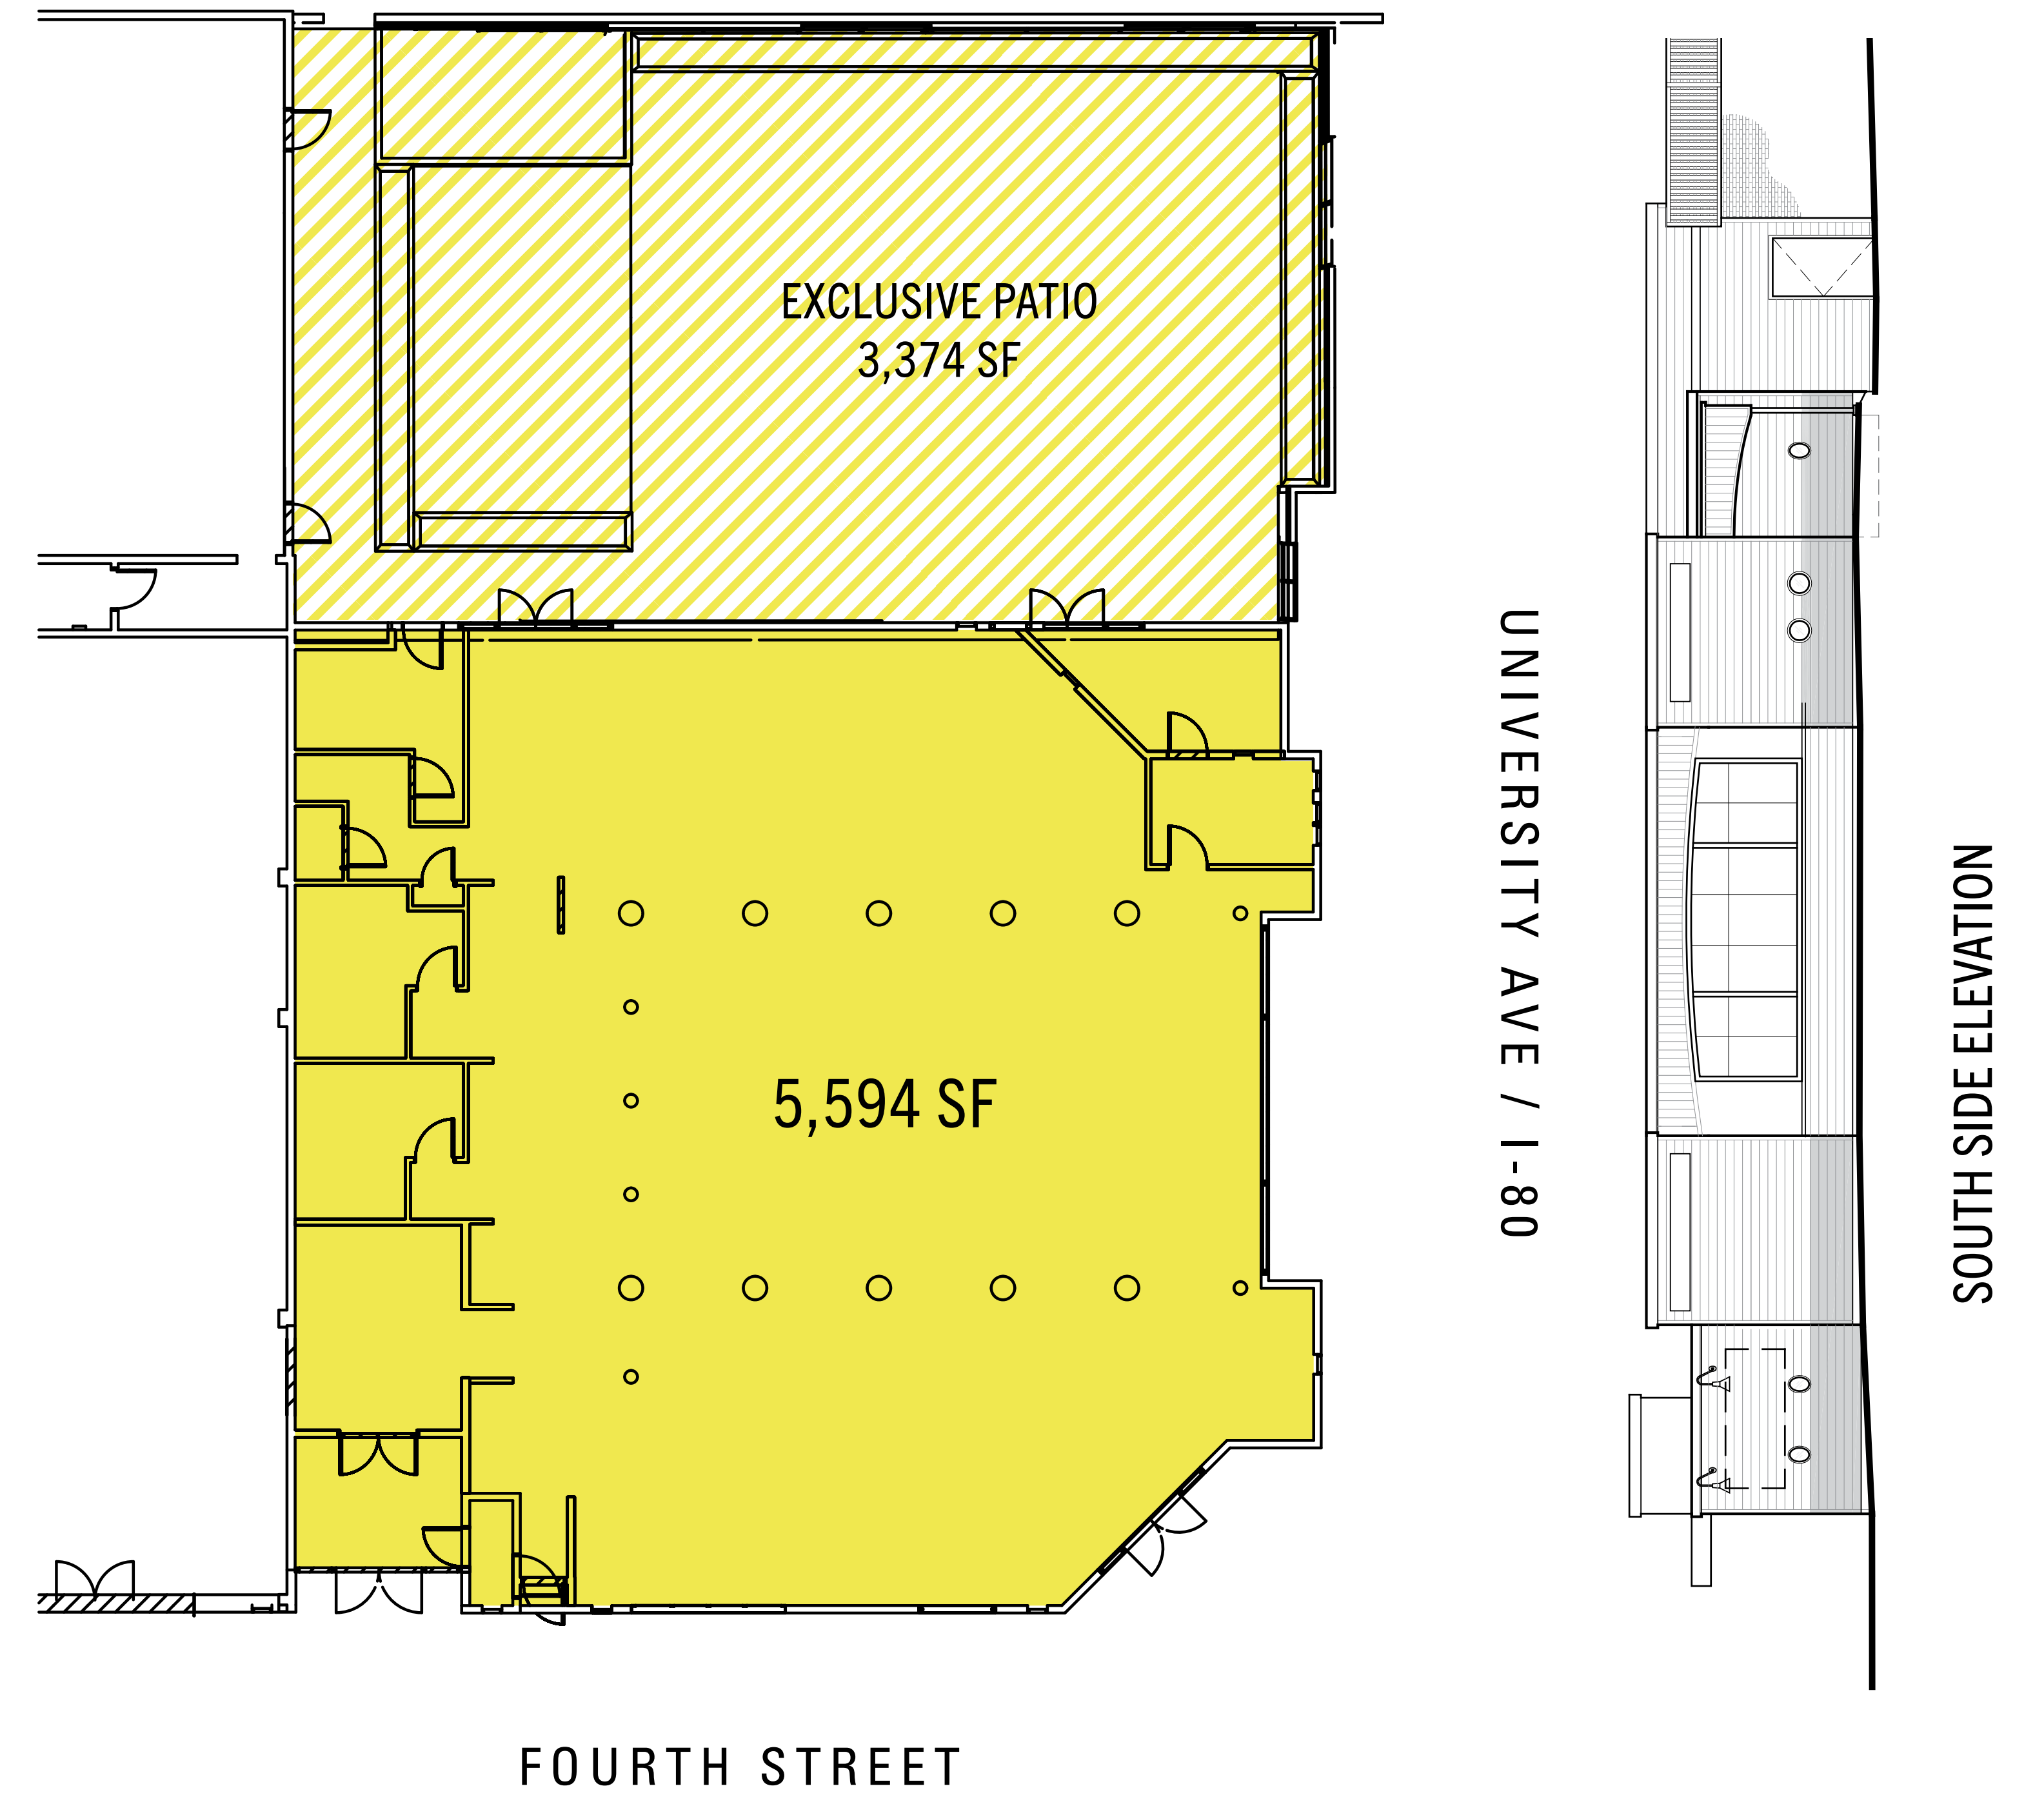 EXCLUSIVE PATIO
3,374 SF
5,594 SF
UNIVERSITY AVE / I-80
SOUTH SIDE ELEVATION
FOURTH STREET